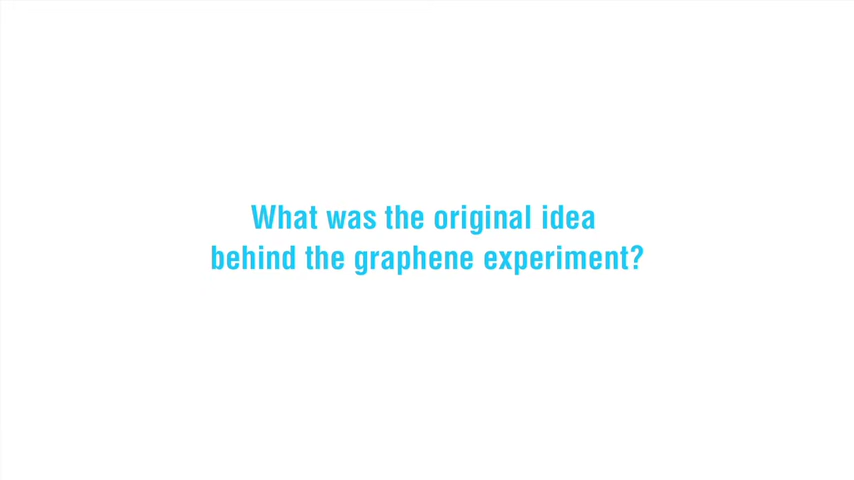 What was the original idea
behind the graphene experiment?